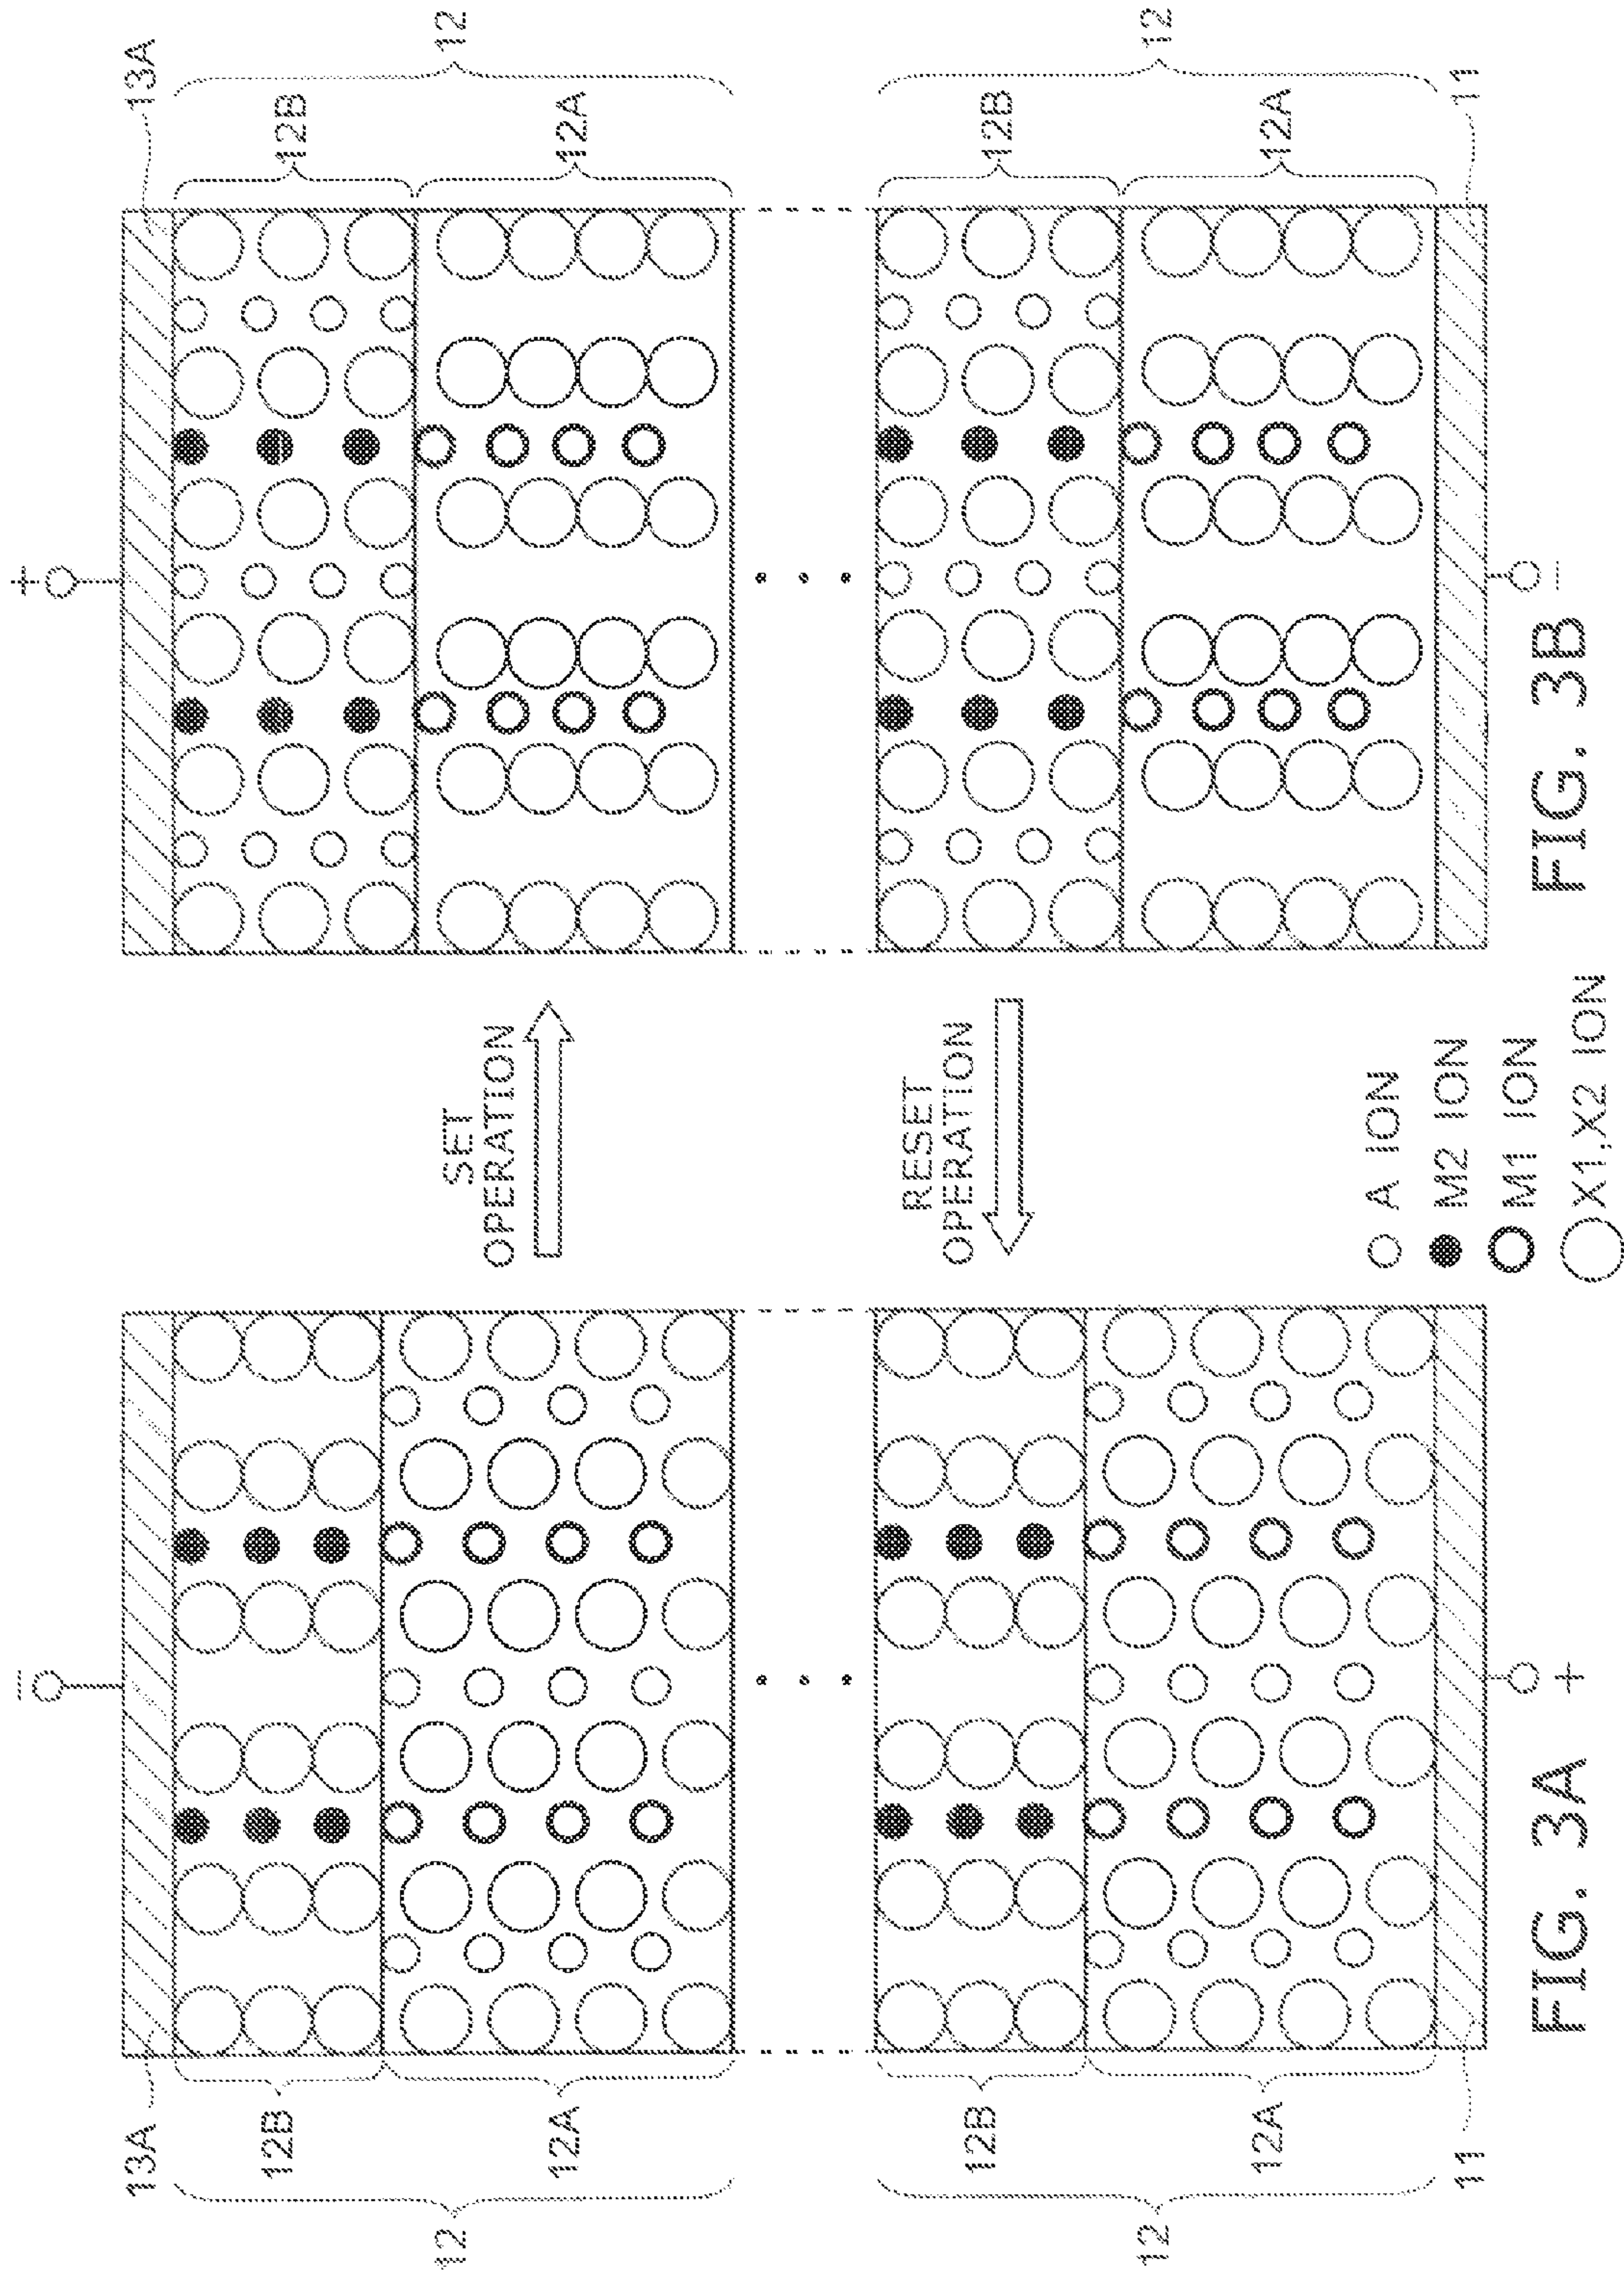 − +
13A 13A
12B 12B
12 12
SET
OPERATION
12A 12A
RESET
OPERATION
12B 12B
12 12
12A 12A
11 11
A ION
M2 ION
M1 ION
X1,X2 ION
+ −
FIG. 3A FIG. 3B